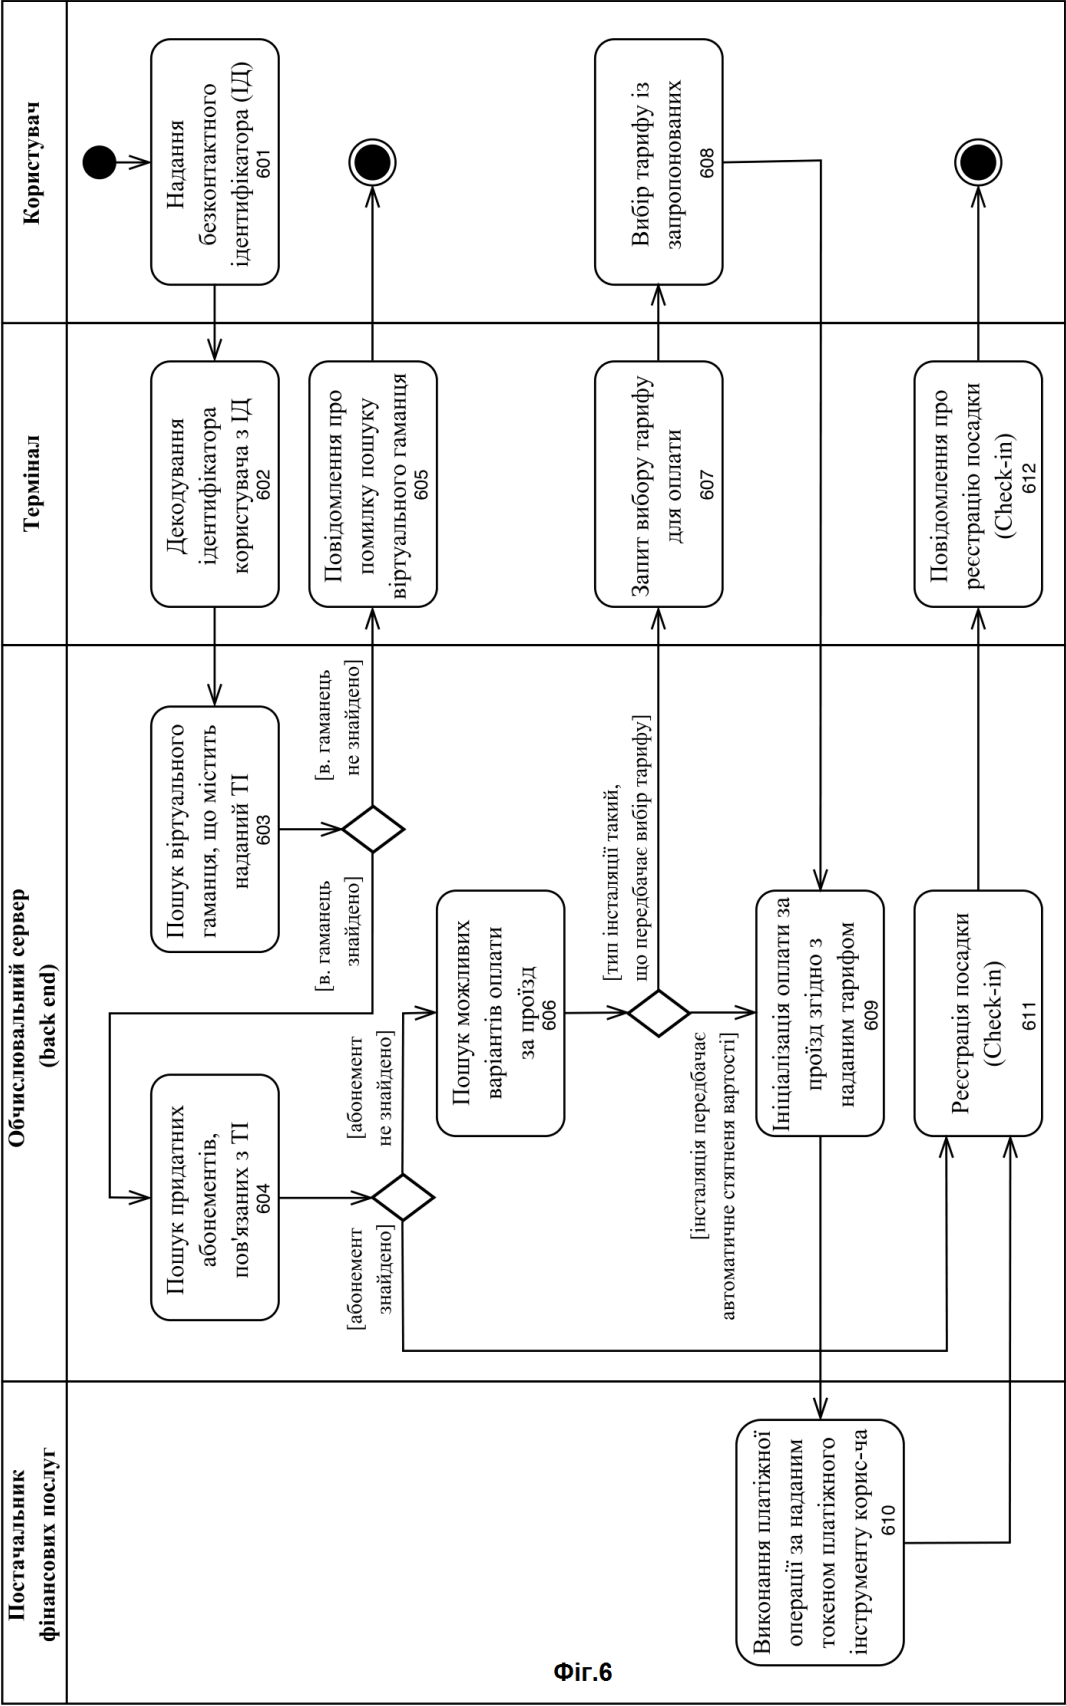 Користувач
Надання
безконтактного
ідентифікатора (ІД)
601
Вибір тарифу із
запропонованих
608
Термінал
Декодування
ідентифікатора
користувача з ІД
602
Повідомлення про
помилку пошуку
віртуального гаманця
605
Запит вибору тарифу
для оплати
607
Повідомлення про
реєстрацію посадки
(Check-in)
612
Обчислювальний сервер
(back end)
Пошук віртуального
гаманця, що містить
наданий ТІ
603
[в. гаманець
не знайдено]
[в. гаманець
знайдено]
[тип інсталяції такий,
що передбачає вибір тарифу]
Пошук придатних
абонементів,
пов'язаних з ТІ
604
[абонемент
не знайдено]
[абонемент
знайдено]
Пошук можливих
варіантів оплати
за проїзд
606
[інсталяція передбачає
автоматичне стягненя вартості]
Ініціалізація оплати за
проїзд згідно з
наданим тарифом
609
Реєстрація посадки
(Check-in)
611
Постачальник
фінансових послуг
Виконання платіжної
операції за наданим
токеном платіжного
інструменту корис-ча
610
Фіг.6